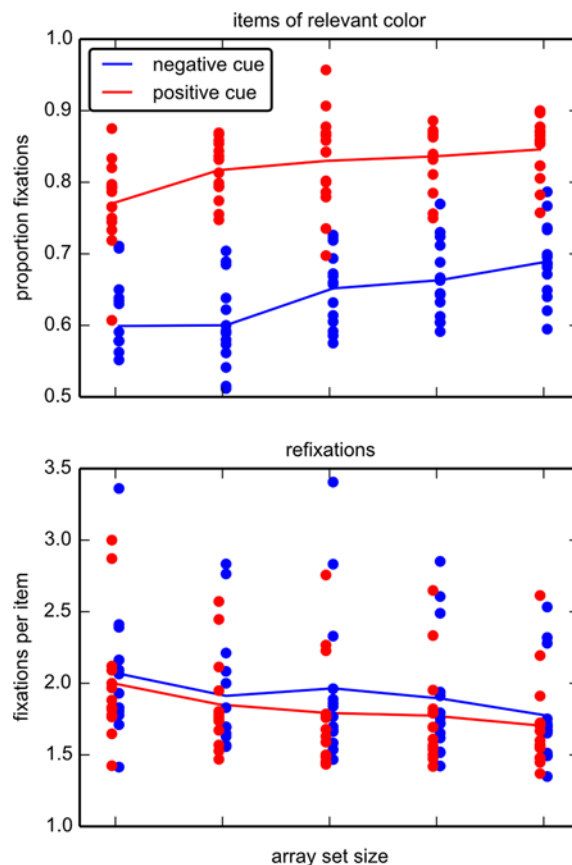 items of relevant color
1.0
negative cue
positive cue
0.9
0.8
0.7
0.6
0.5
proportion fixations
refixations
3.5
3.0
2.5
2.0
1.5
1.0
fixations per item
array set size